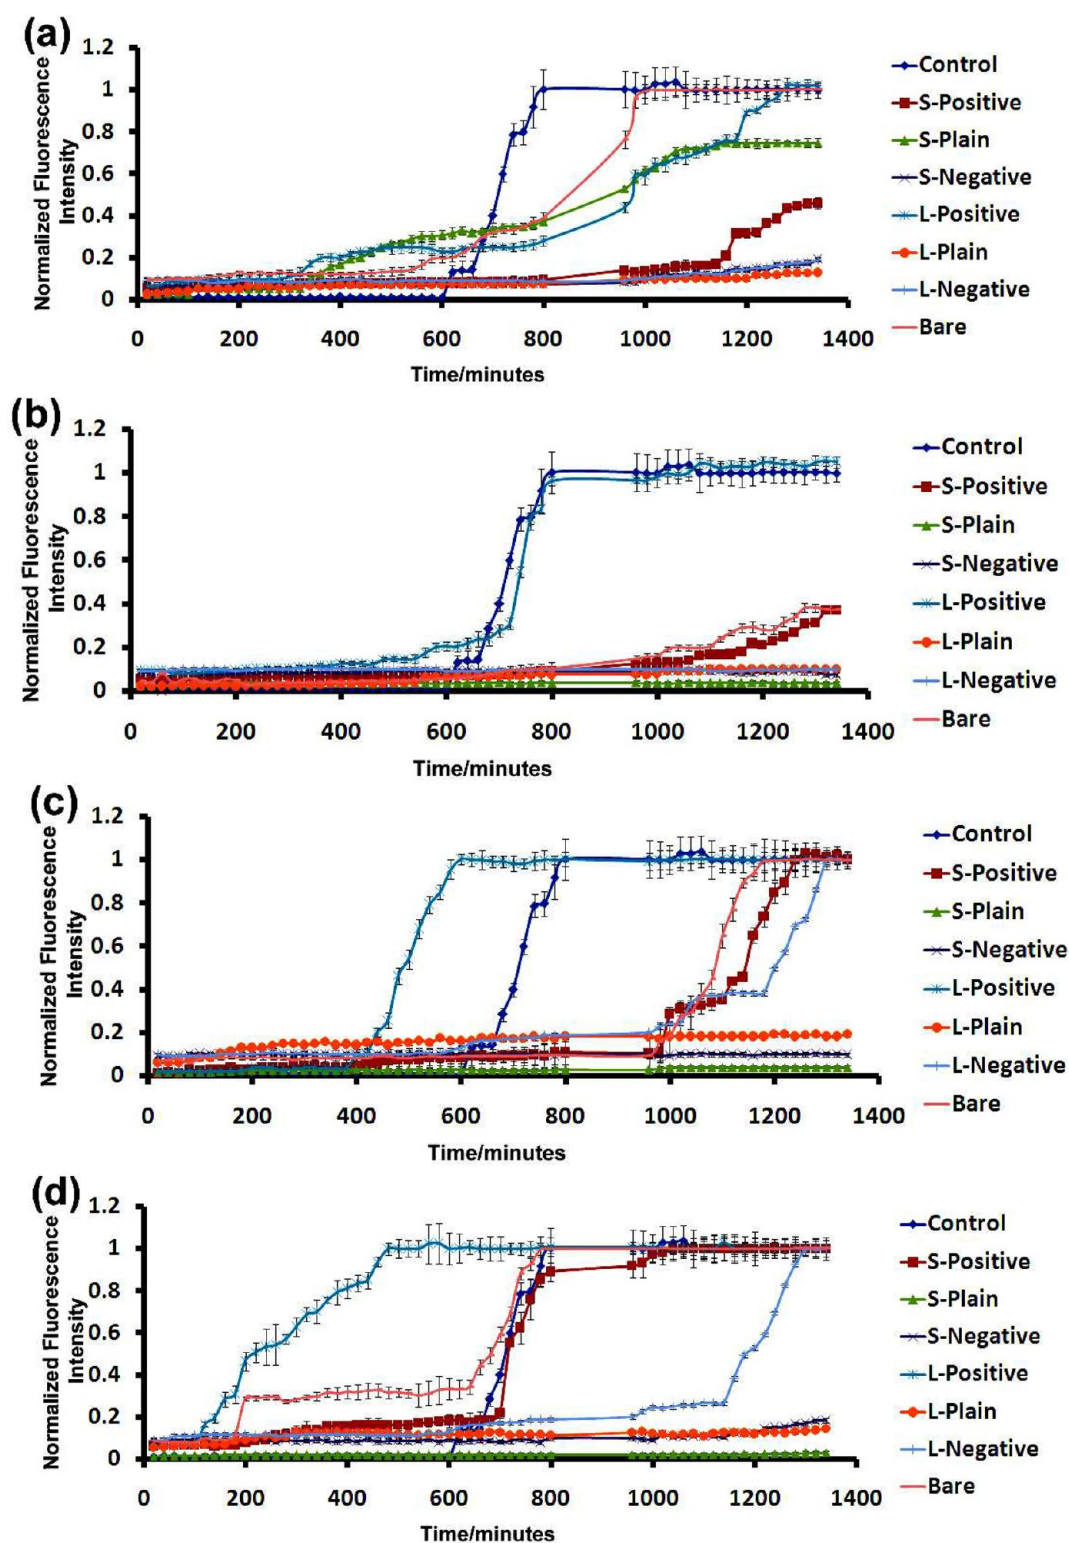 (a)
Normalized Fluorescence
Intensity
1.2
1
0.8
0.6
0.4
0.2
0
0 200 400 600 800 1000 1200 1400
Time/minutes
Control
S-Positive
S-Plain
S-Negative
L-Positive
L-Plain
L-Negative
Bare
(b)
Normalized Fluorescence
Intensity
1.2
1
0.8
0.6
0.4
0.2
0
0 200 400 600 800 1000 1200 1400
Time/minutes
Control
S-Positive
S-Plain
S-Negative
L-Positive
L-Plain
L-Negative
Bare
(c)
Normalized Fluorescence
Intensity
1.2
1
0.8
0.6
0.4
0.2
0
0 200 400 600 800 1000 1200 1400
Time/minutes
Control
S-Positive
S-Plain
S-Negative
L-Positive
L-Plain
L-Negative
Bare
(d)
Normalized Fluorescence
Intensity
1.2
1
0.8
0.6
0.4
0.2
0
0 200 400 600 800 1000 1200 1400
Time/minutes
Control
S-Positive
S-Plain
S-Negative
L-Positive
L-Plain
L-Negative
Bare